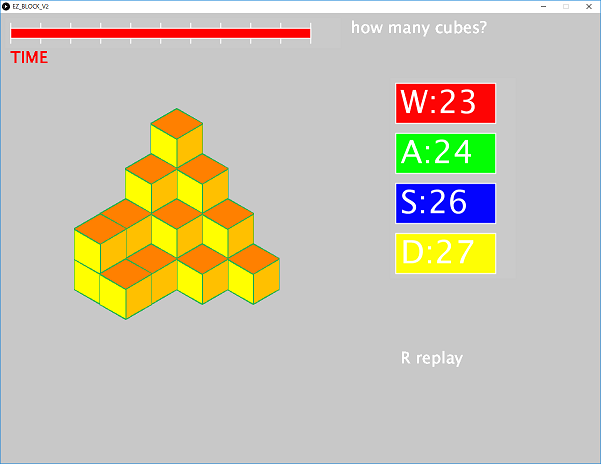 EZ_BLOCK_V2
how many cubes?
TIME
W:23
A:24
S:26
D:27
R replay